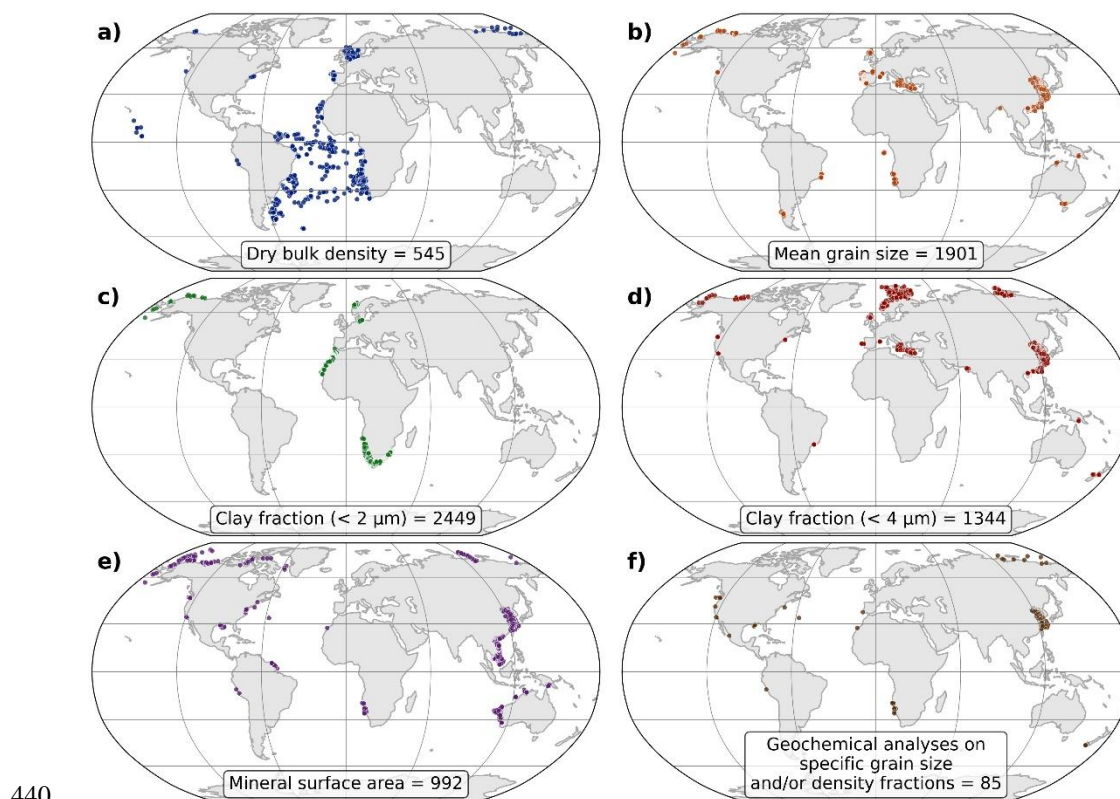 a)
Dry bulk density = 545
b)
Mean grain size = 1901
c)
Clay fraction (< 2 µm) = 2449
d)
Clay fraction (< 4 µm) = 1344
e)
Mineral surface area = 992
f)
Geochemical analyses on
specific grain size
and/or density fractions = 85
440